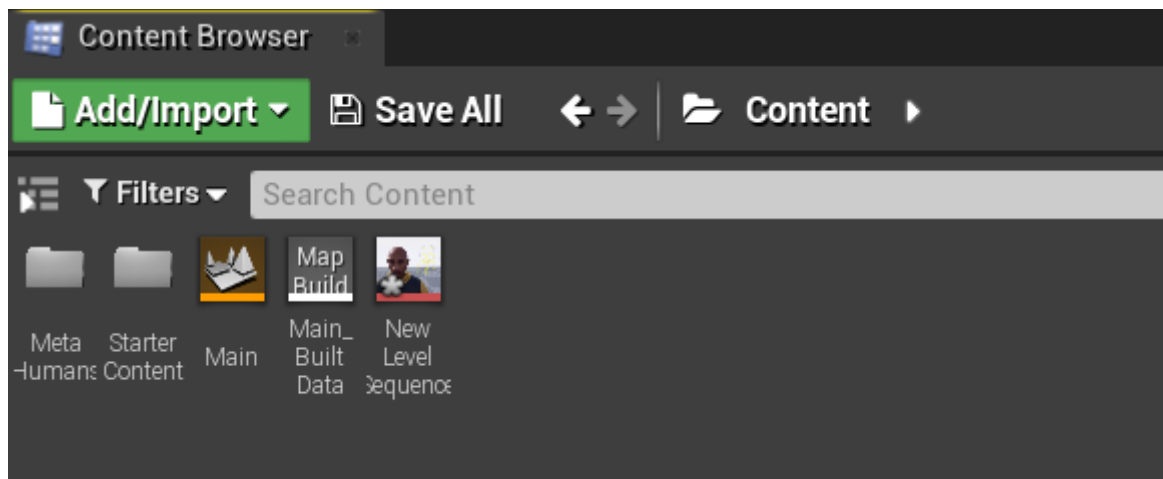 Content Browser
Add/Import Save All Content
Filters Search Content
Map
Build
Meta
Humans
Starter
Content
Main
Main_
Built
Data
New
Level
Sequence